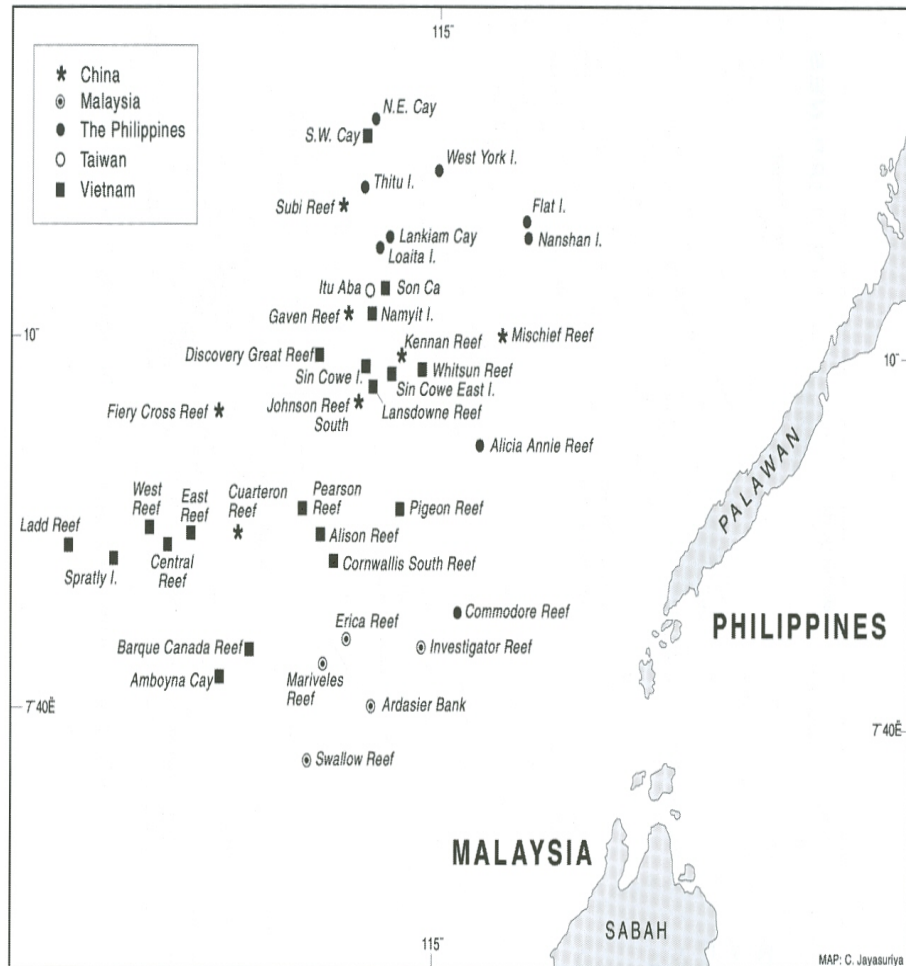 115‾
* China
Malaysia
The Philippines
Taiwan
Vietnam
N.E. Cay
S.W. Cay
West York I.
Thitu I.
Subi Reef
Flat I.
Lankiam Cay
Nanshan I.
Loaita I.
Itu Aba
Son Ca
Gaven Reef
Namyit I.
10‾
Kennan Reef
Mischief Reef
Discovery Great Reef
10‾
Sin Cowe I.
Whitsun Reef
Sin Cowe East I.
Johnson Reef
South
Lansdowne Reef
Fiery Cross Reef
Alicia Annie Reef
PALAWAN
West
Reef
East
Reef
Cuarteron
Reef
Pearson
Reef
Pigeon Reef
Ladd Reef
Alison Reef
Spratly I.
Central
Reef
Cornwallis South Reef
Erica Reef
Commodore Reef
PHILIPPINES
Barque Canada Reef
Investigator Reef
Amboyna Cay
Mariveles
Reef
7‾40Ê
Ardasier Bank
7‾40Ê
Swallow Reef
MALAYSIA
SABAH
115‾
MAP: C. Jayasuriya